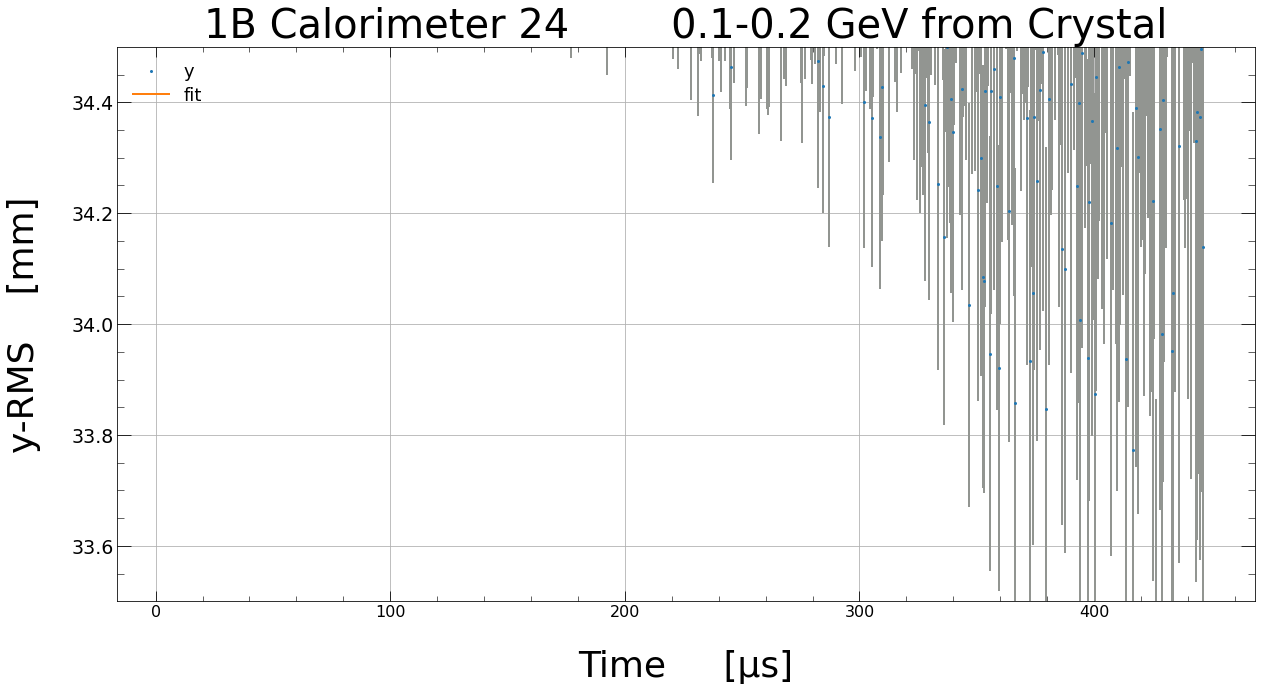 1B Calorimeter 24 0.1-0.2 GeV from Crystal
y
fit
34.4
34.2
34.0
33.8
33.6
y-RMS [mm]
0 100 200 300 400
Time [μs]